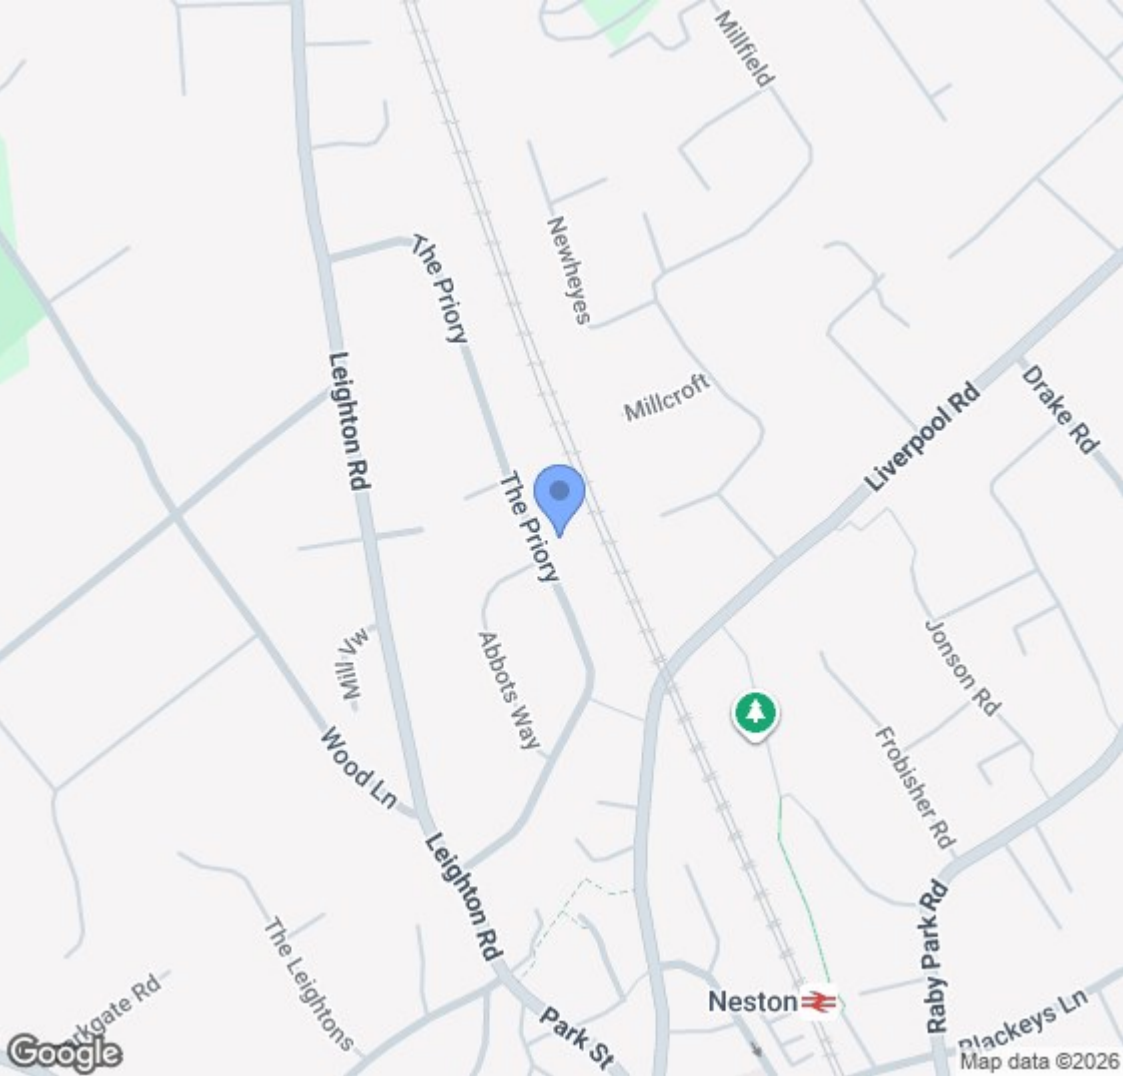 Millfield
Newheyes
The Priory
Leighton Rd
Millcroft
Liverpool Rd
Drake Rd
The Priory
Jonson Rd
Abbots Way
Mill Vw
Wood Ln
Frobisher Rd
Leighton Rd
Raby Park Rd
The Leightons
Neston
Park St
Blackeys Ln
Google
Map data ©2026